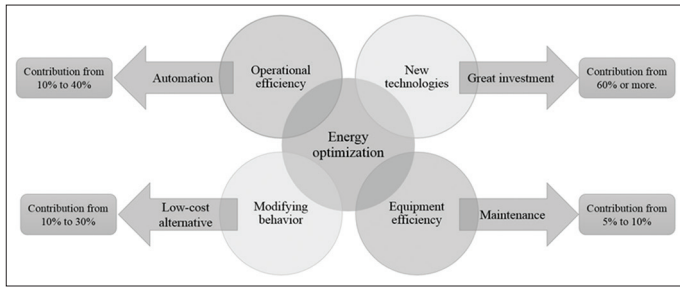 Contribution from
10% to 40%
Automation
Operational
efficiency
New
technologies
Great investment
Contribution from
60% or more.
Energy
optimization
Contribution from
10% to 30%
Low-cost
alternative
Modifying
behavior
Equipment
efficiency
Maintenance
Contribution from
5% to 10%